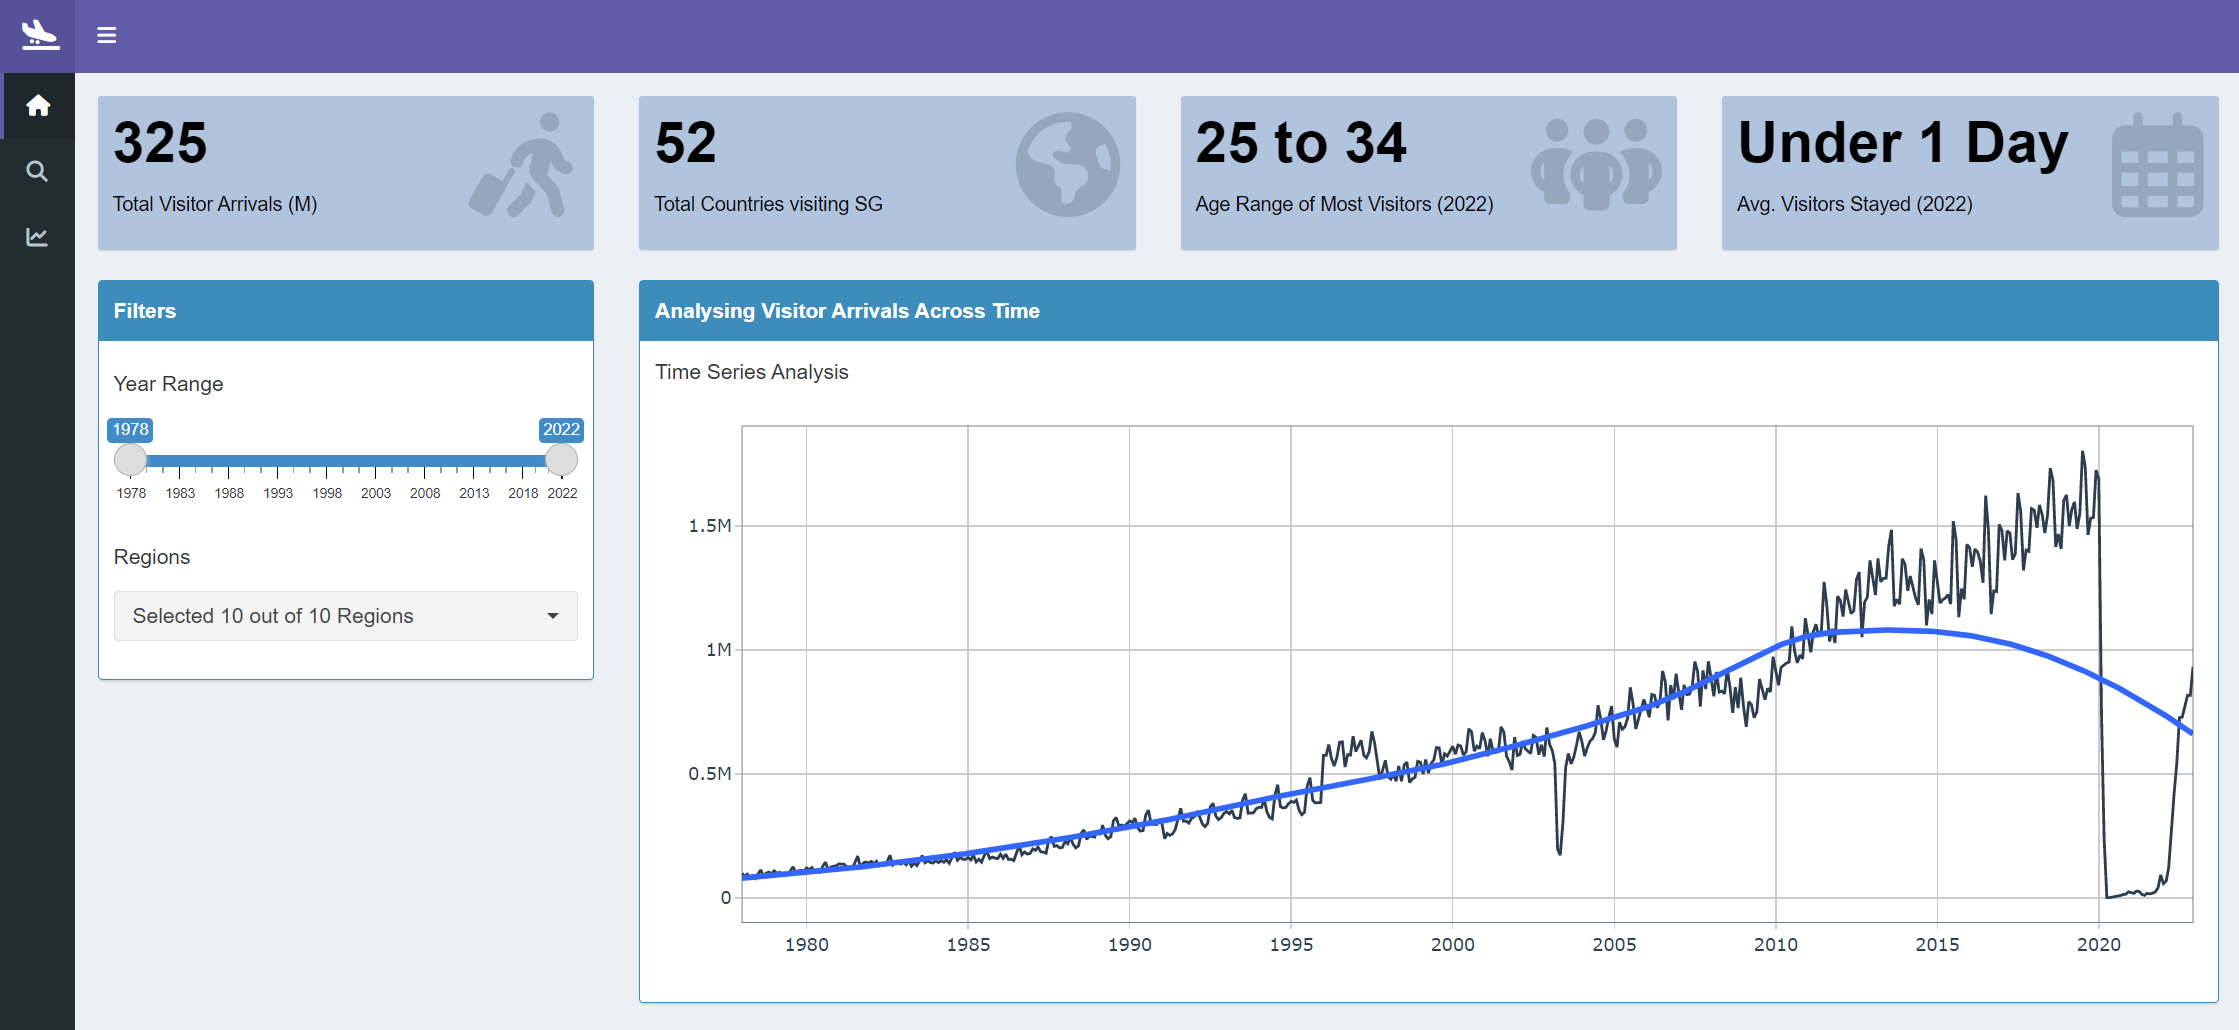 325
Total Visitor Arrivals (M)
52
Total Countries visiting SG
25 to 34
Age Range of Most Visitors (2022)
Under 1 Day
Avg. Visitors Stayed (2022)
Filters
Year Range
1978 2022
1978 1983 1988 1993 1998 2003 2008 2013 2018 2022
Regions
Selected 10 out of 10 Regions
Analysing Visitor Arrivals Across Time
Time Series Analysis
1.5M
1M
0.5M
0
1980 1985 1990 1995 2000 2005 2010 2015 2020